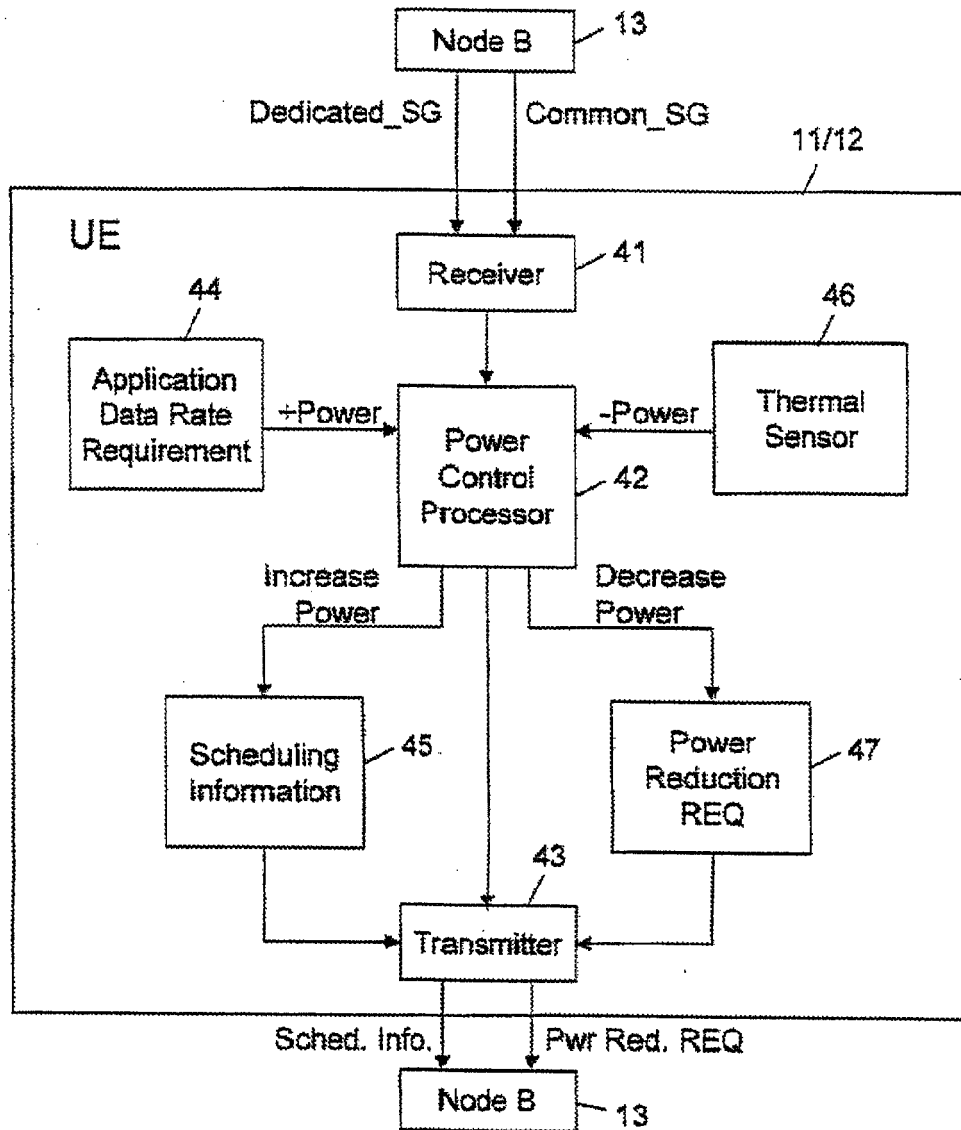 Node B
13
Dedicated_SG
Common_SG
11/12
UE
Receiver
41
44
46
Application
Data Rate
Requirement
+Power
Power
Control
Processor
42
-Power
Thermal
Sensor
Increase
Power
Decrease
Power
Scheduling
Information
45
Power
Reduction
REQ
47
43
Transmitter
Sched. Info.
Pwr Red. REQ
Node B
13